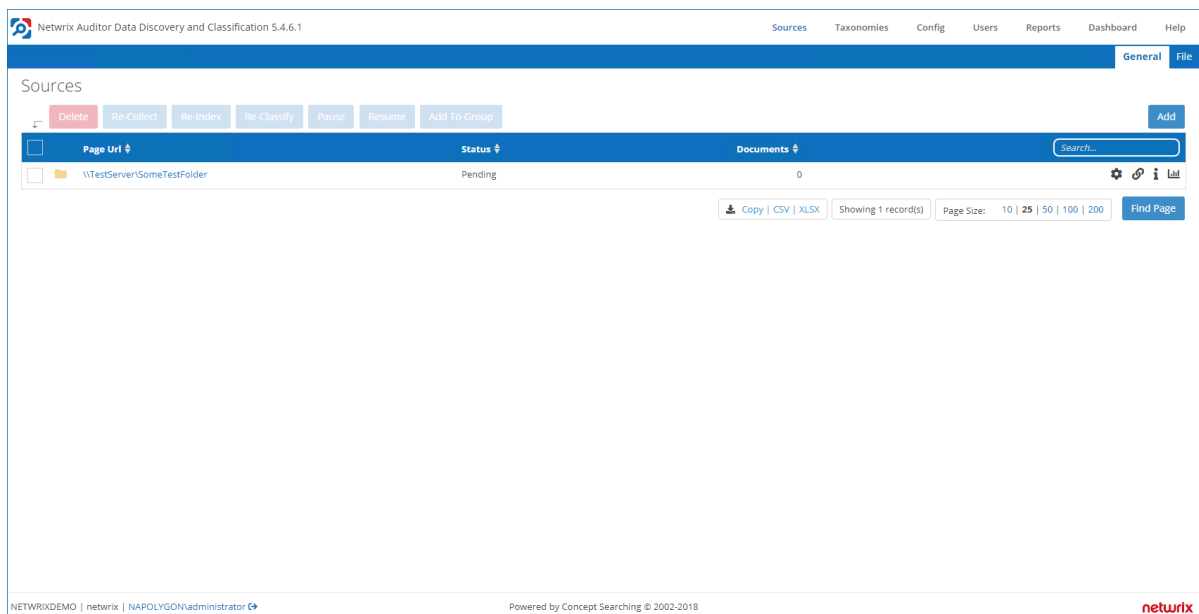 Netwrix Auditor Data Discovery and Classification 5.4.6.1 Sources Taxonomies Config Users Reports Dashboard Help
General File
Sources
Delete Re-Collect Re-Index Re-Classify Pause Resume Add To Group Add
Page Url Status Documents Search...
\\TestServer\SomeTestFolder Pending 0
Copy | CSV | XLSX Showing 1 record(s) Page Size: 10 | 25 | 50 | 100 | 200 Find Page
NETWRIXDEMO | netwrix | NAPOLYGON\administrator Powered by Concept Searching © 2002-2018 netwrix